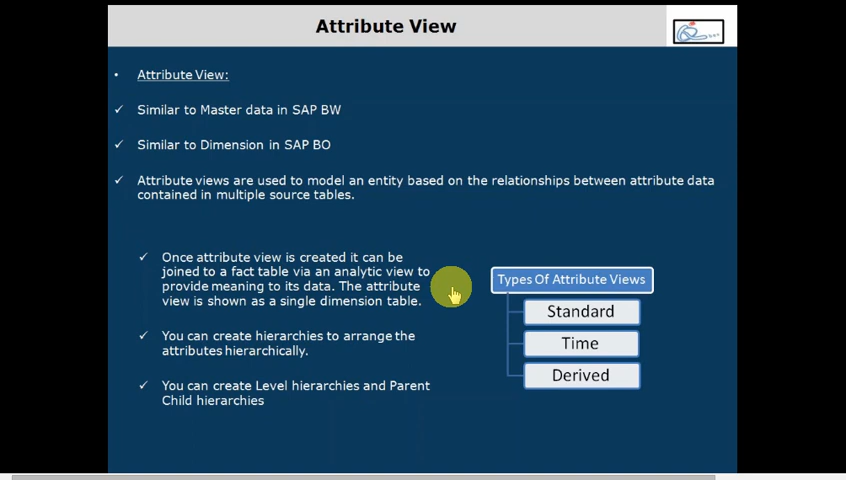 Attribute View
• Attribute View:
✓ Similar to Master data in SAP BW
✓ Similar to Dimension in SAP BO
✓ Attribute views are used to model an entity based on the relationships between attribute data
contained in multiple source tables.
✓ Once attribute view is created it can be
joined to a fact table via an analytic view to
provide meaning to its data. The attribute
view is shown as a single dimension table.
✓ You can create hierarchies to arrange the
attributes hierarchically.
✓ You can create Level hierarchies and Parent
Child hierarchies
Types Of Attribute Views
Standard
Time
Derived